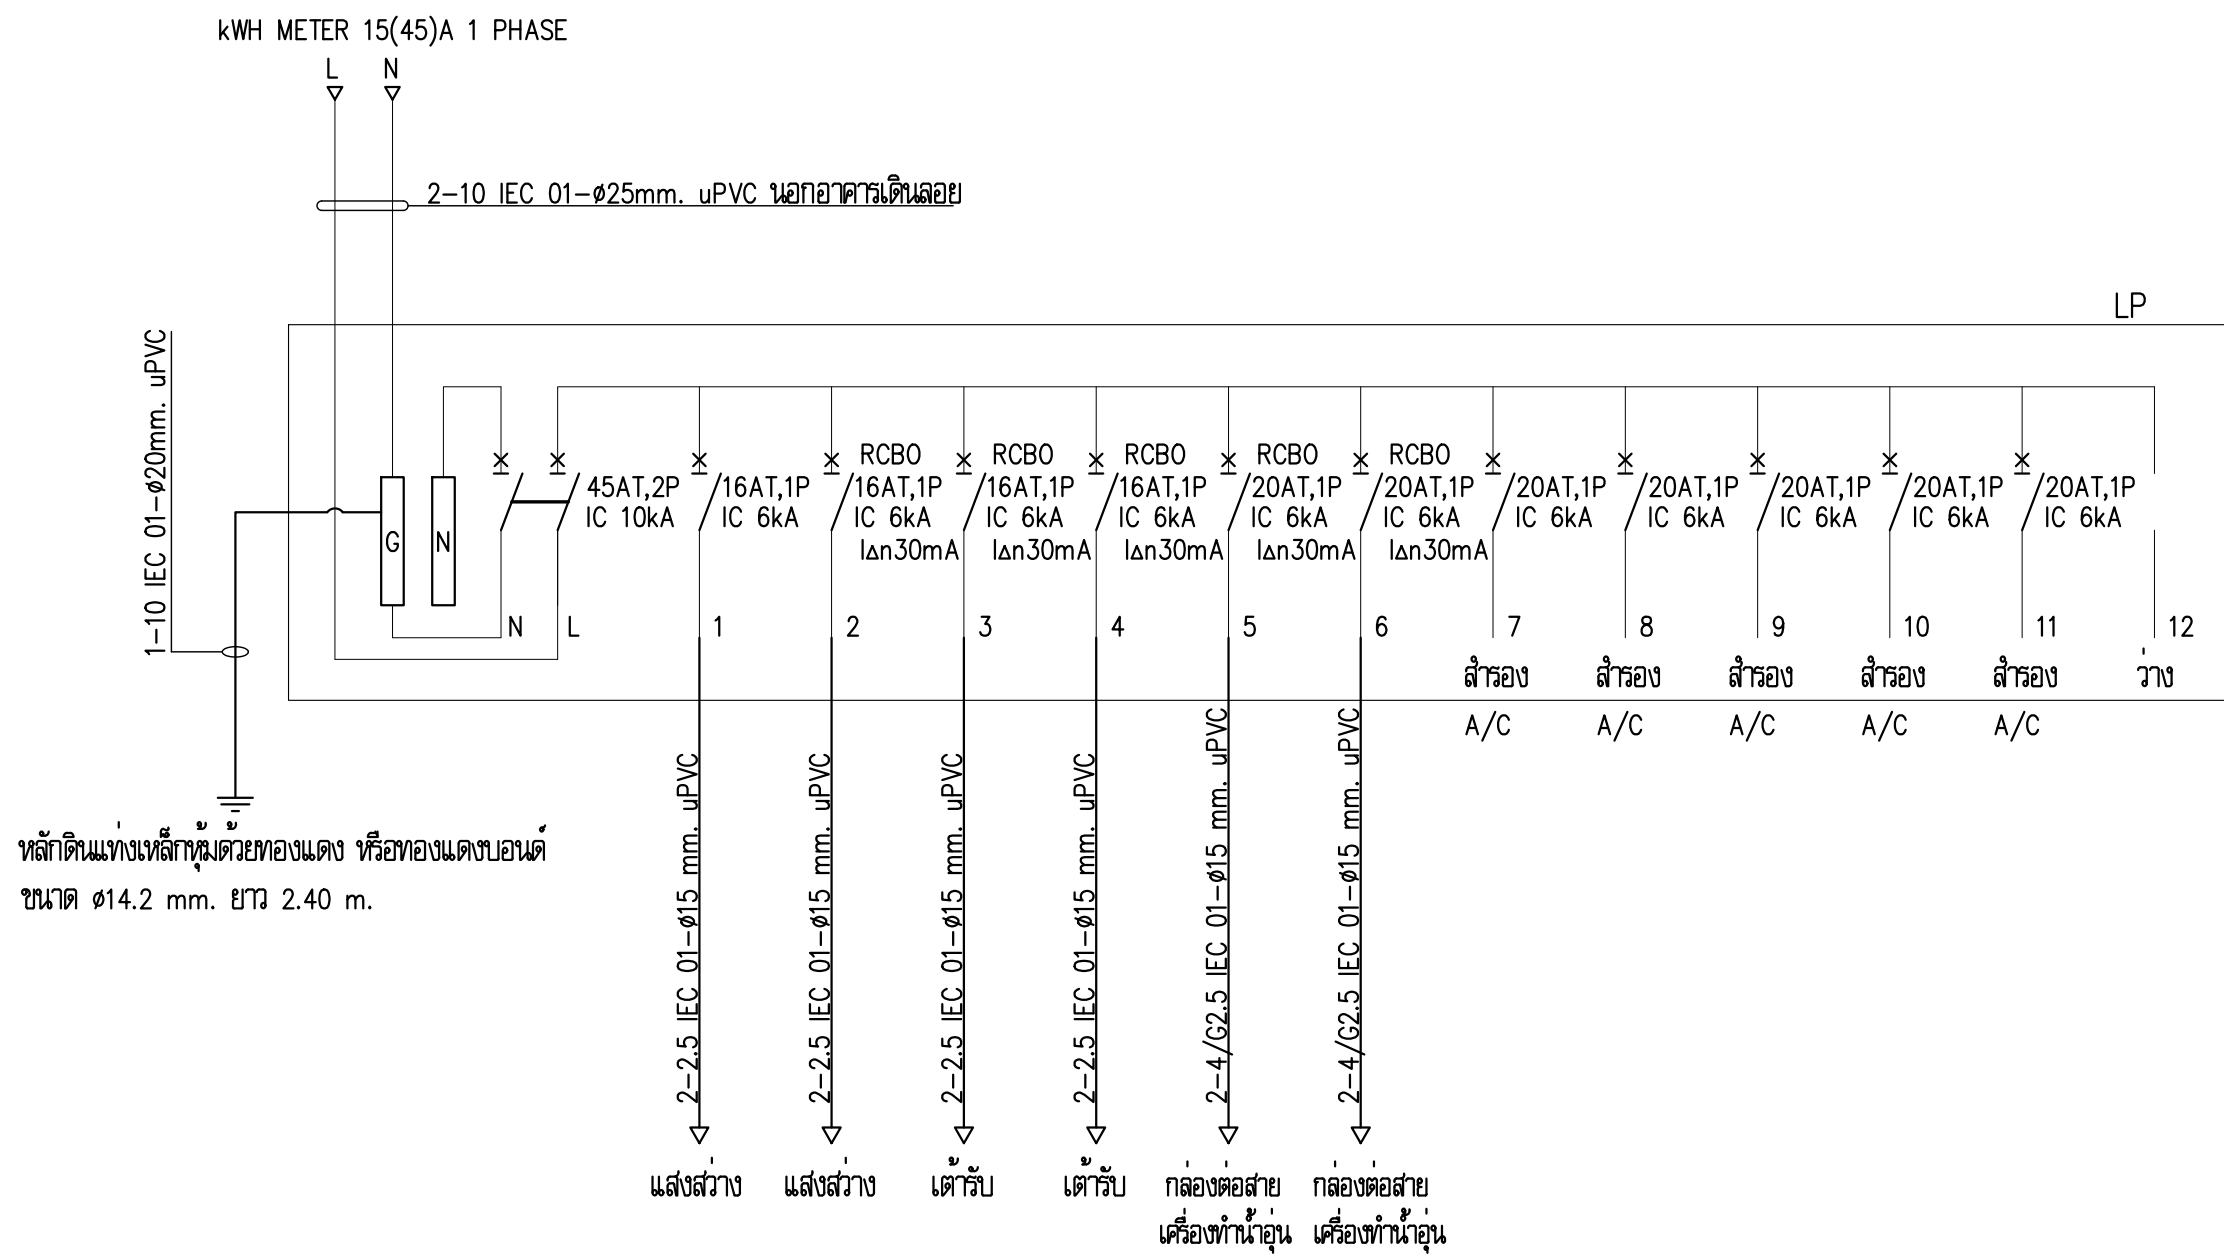 kWH METER 15(45)A 1 PHASE
L N
2-10 IEC 01-ø25mm. uPVC นอกอาคารเดินลอย
LP
1-10 IEC 01-ø20mm. uPVC
G
N
N
L
45AT,2P
IC 10kA
16AT,1P
IC 6kA
1
RCBO
16AT,1P
IC 6kA
I∆n30mA
2
RCBO
16AT,1P
IC 6kA
I∆n30mA
3
RCBO
16AT,1P
IC 6kA
I∆n30mA
4
RCBO
20AT,1P
IC 6kA
I∆n30mA
5
RCBO
20AT,1P
IC 6kA
I∆n30mA
6
20AT,1P
IC 6kA
7
สำรอง
A/C
20AT,1P
IC 6kA
8
สำรอง
A/C
20AT,1P
IC 6kA
9
สำรอง
A/C
20AT,1P
IC 6kA
10
สำรอง
A/C
20AT,1P
IC 6kA
11
สำรอง
A/C
12
ว่าง
หลักดินแท่งเหล็กหุ้มด้วยทองแดง หรือทองแดงบอนด์
ขนาด ø14.2 mm. ยาว 2.40 m.
2-2.5 IEC 01-ø15 mm. uPVC
แสงสว่าง
2-2.5 IEC 01-ø15 mm. uPVC
แสงสว่าง
2-2.5 IEC 01-ø15 mm. uPVC
เต้ารับ
2-2.5 IEC 01-ø15 mm. uPVC
เต้ารับ
2-4/G2.5 IEC 01-ø15 mm. uPVC
กล่องต่อสาย
เครื่องทำน้ำอุ่น
2-4/G2.5 IEC 01-ø15 mm. uPVC
กล่องต่อสาย
เครื่องทำน้ำอุ่น